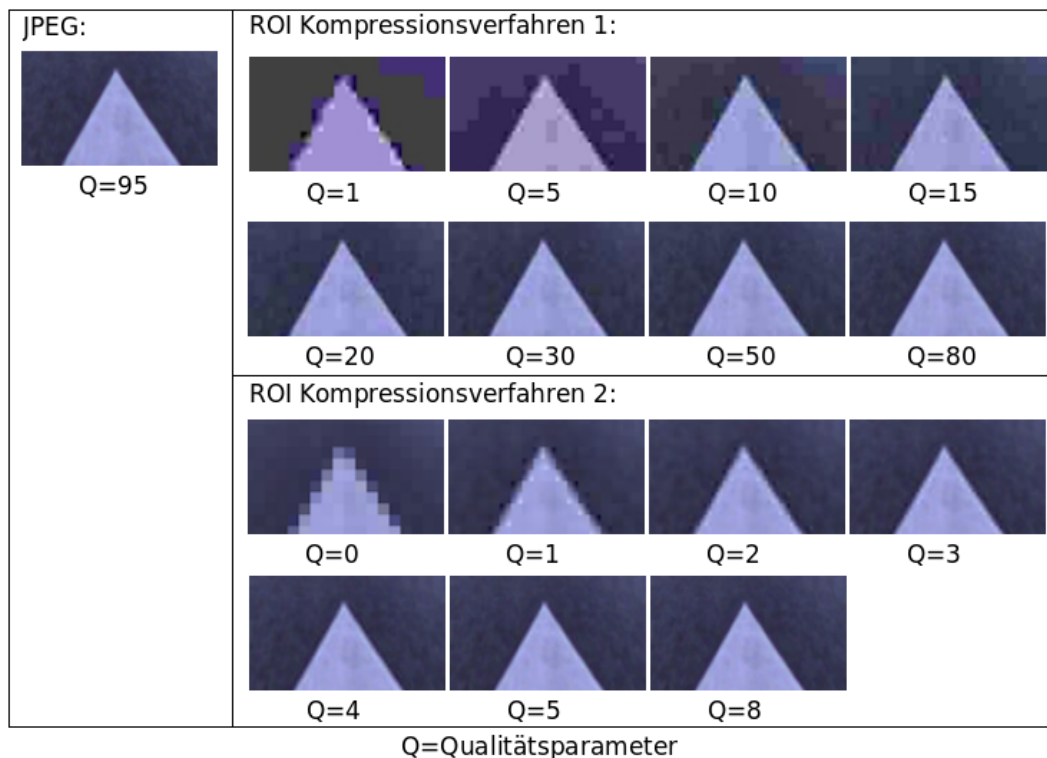 JPEG:
Q=95
ROI Kompressionsverfahren 1:
Q=1 Q=5 Q=10 Q=15
Q=20 Q=30 Q=50 Q=80
ROI Kompressionsverfahren 2:
Q=0 Q=1 Q=2 Q=3
Q=4 Q=5 Q=8
Q=Qualitätsparameter